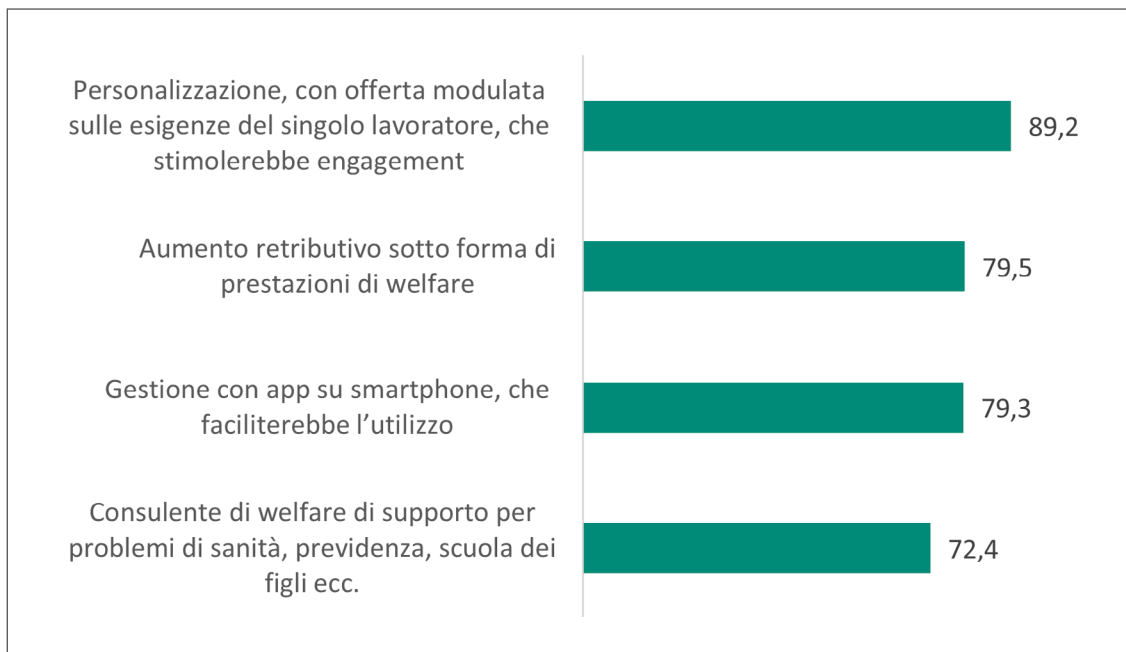 Personalizzazione, con offerta modulata
sulle esigenze del singolo lavoratore, che
stimolerebbe engagement
89,2
Aumento retributivo sotto forma di
prestazioni di welfare
79,5
Gestione con app su smartphone, che
faciliterebbe l’utilizzo
79,3
Consulente di welfare di supporto per
problemi di sanità, previdenza, scuola dei
figli ecc.
72,4